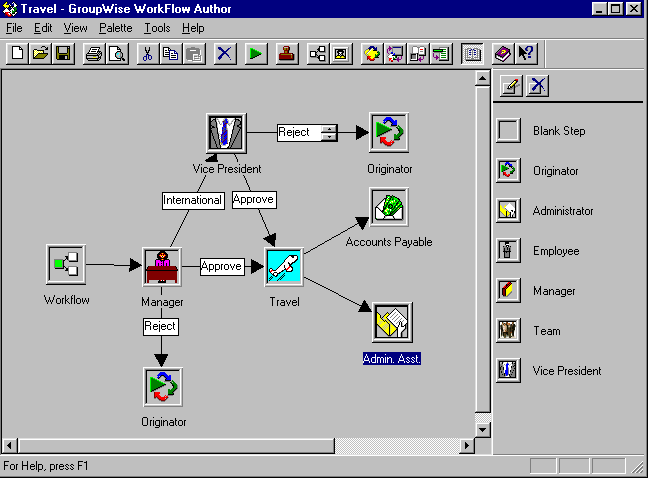 Travel - GroupWise WorkFlow Author
File Edit View Palette Tools Help
Vice President
Reject
Originator
International
Approve
Accounts Payable
Workflow
Manager
Approve
Travel
Reject
Admin. Asst.
Originator
Blank Step
Originator
Administrator
Employee
Manager
Team
Vice President
For Help, press F1